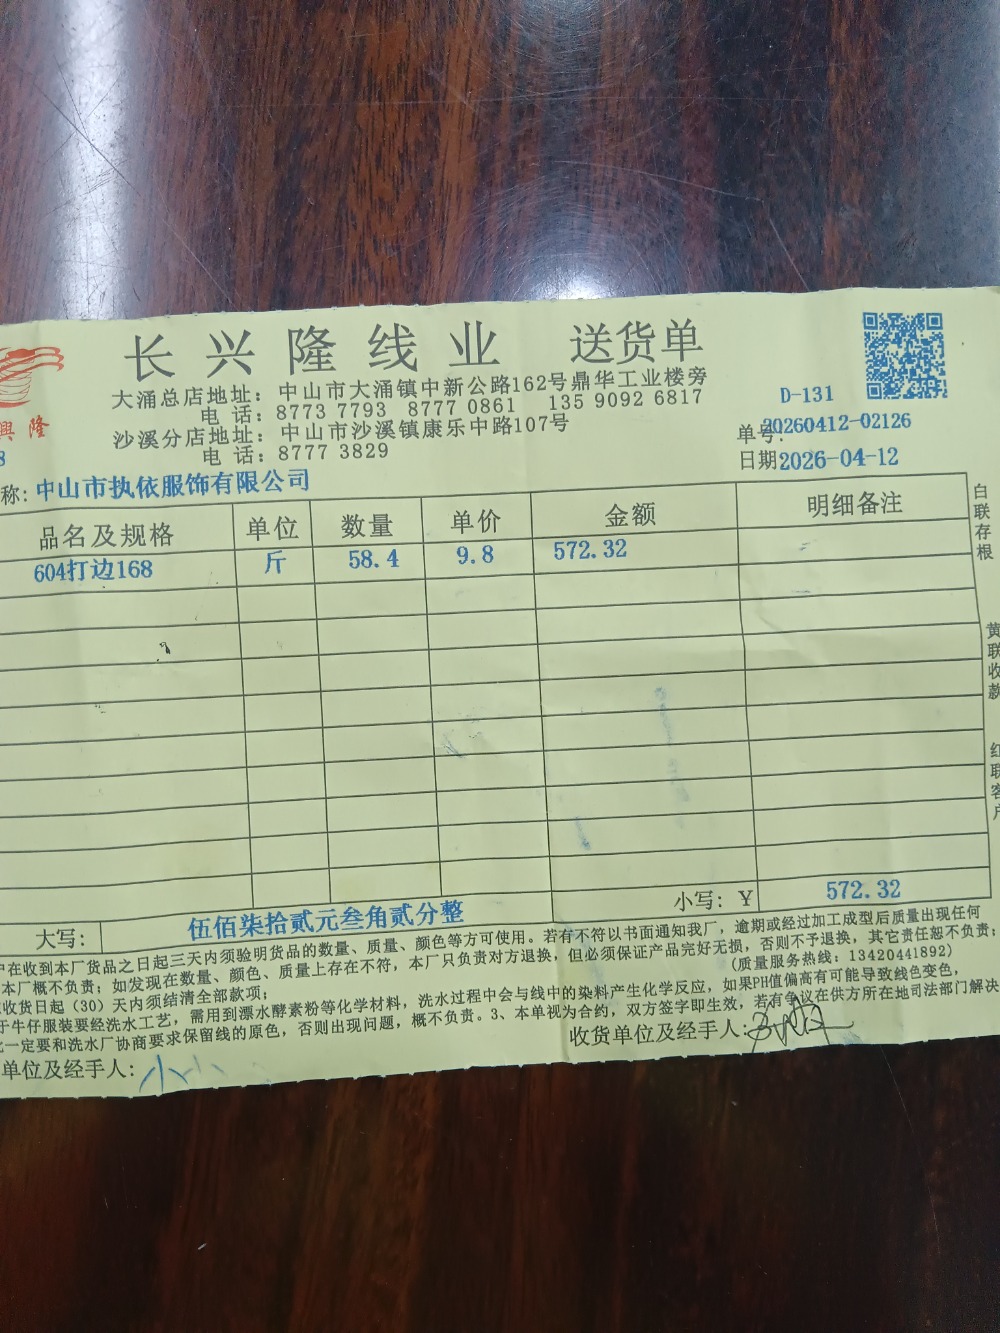 长兴隆线业 送货单
興隆
大涌总店地址：中山市大涌镇中新公路162号鼎华工业楼旁
电 话：8773 7793 8777 0861 135 9092 6817
沙溪分店地址：中山市沙溪镇康乐中路107号
电 话：8777 3829
D-131
单号：20260412-02126
日期2026-04-12
8
称：中山市执依服饰有限公司
品名及规格 单位 数量 单价 金额 明细备注
604打边168 斤 58.4 9.8 572.32
白联存根
黄联收款
红联客户
小写：￥ 572.32
大写： 伍佰柒拾贰元叁角贰分整
户在收到本厂货品之日起三天内须验明货品的数量、质量、颜色等方可使用。若有不符以书面通知我厂，逾期或经过加工成型后质量出现任何
本厂概不负责；如发现在数量、颜色、质量上存在不符，本厂只负责对方退换，但必须保证产品完好无损，否则不予退换，其它责任恕不负责；
收货日起（30）天内须结清全部款项；
(质量服务热线：13420441892)
于牛仔服装要经洗水工艺，需用到漂水酵素粉等化学材料，洗水过程中会与线中的染料产生化学反应，如果PH值偏高有可能导致线色变色，
一定要和洗水厂协商要求保留线的原色，否则出现问题，概不负责。3、本单视为合约，双方签字即生效，若有争议在供方所在地司法部门解决
单位及经手人： 小小
收货单位及经手人：